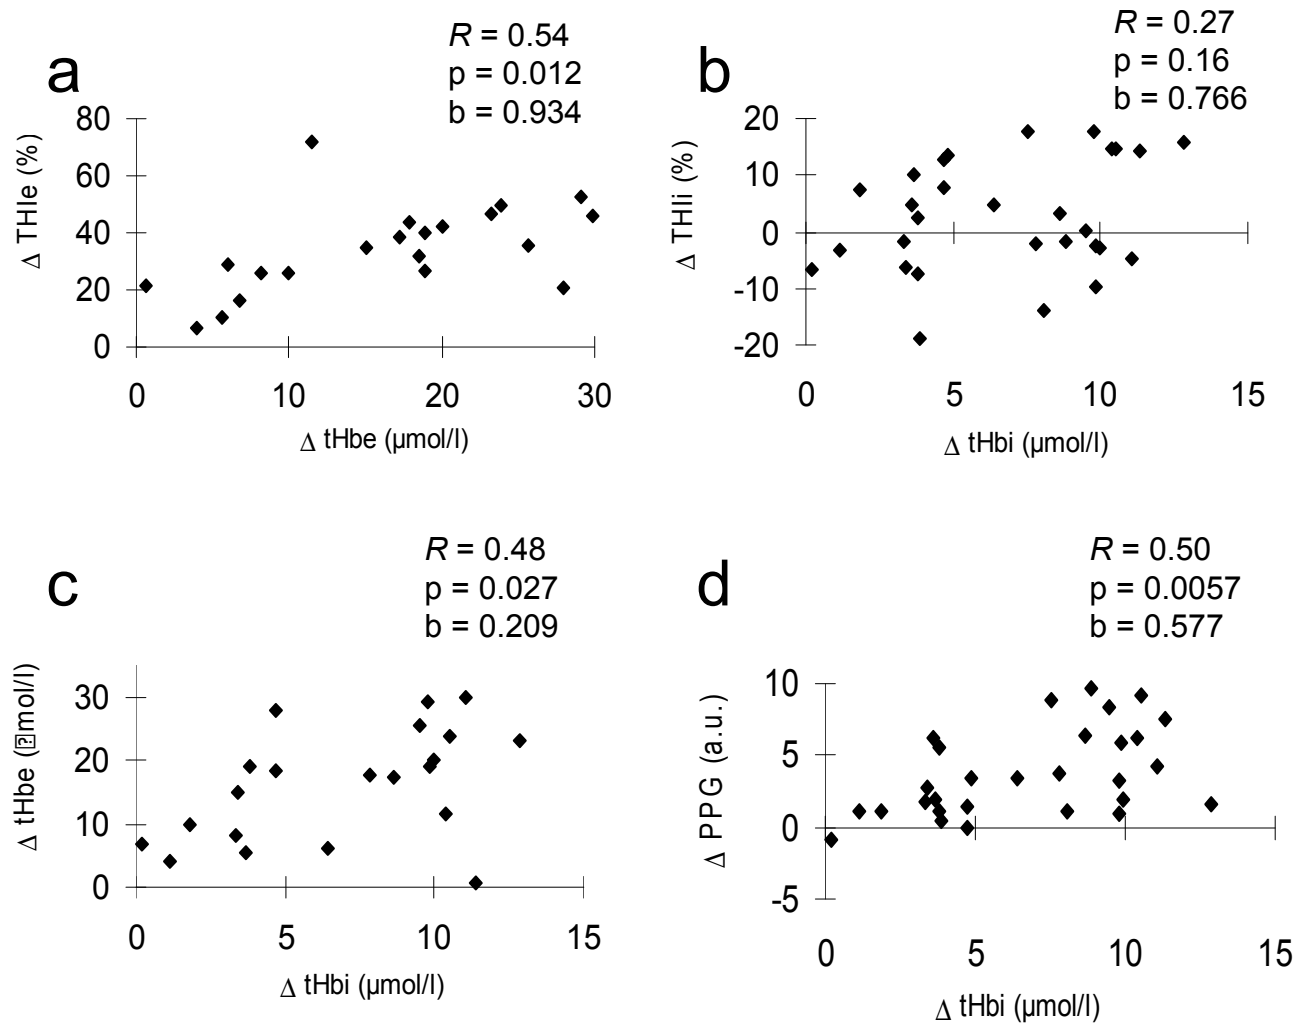 a
R = 0.54
p = 0.012
b = 0.934
Δ THIe (%)
80
60
40
20
0
0 10 20 30
Δ tHbe (µmol/l)
b
R = 0.27
p = 0.16
b = 0.766
Δ THIi (%)
20
10
0
-10
-20
0 5 10 15
Δ tHbi (µmol/l)
c
R = 0.48
p = 0.027
b = 0.209
Δ tHbe (�mol/l)
30
20
10
0
0 5 10 15
Δ tHbi (µmol/l)
d
R = 0.50
p = 0.0057
b = 0.577
Δ PPG (a.u.)
10
5
0
-5
0 5 10 15
Δ tHbi (µmol/l)